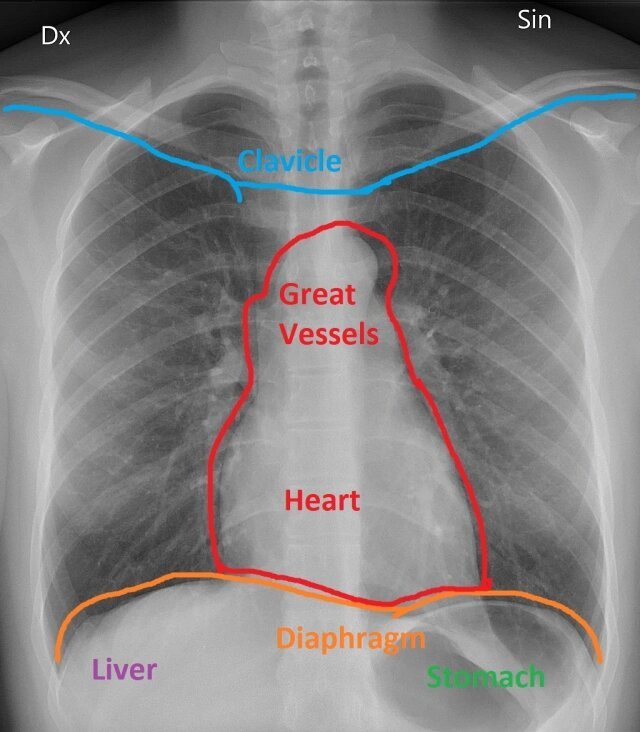 Dx
Sin
Clavicle
Great
Vessels
Heart
Diaphragm
Liver
Stomach